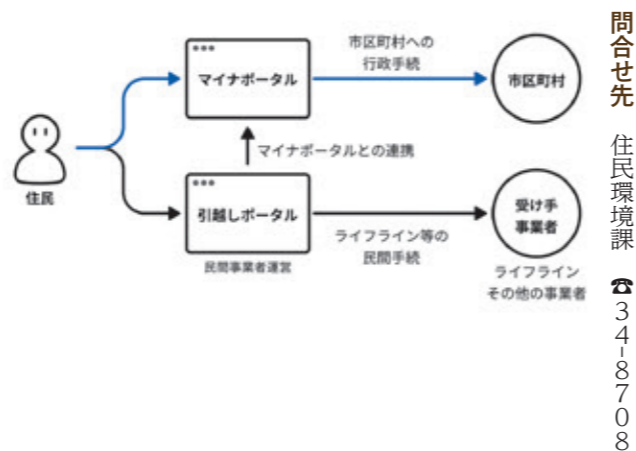 問合せ先 住民環境課 ☎34-8708
市区町村への
行政手続
マイナポータル
市区町村
マイナポータルとの連携
住民
引越しポータル
民間事業者運営
ライフライン等の
民間手続
受け手
事業者
ライフライン
その他の事業者